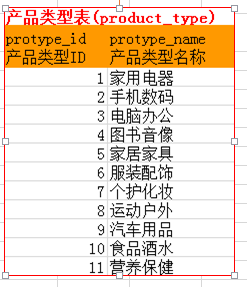 产品类型表(product_type)
protype_id protype_name
产品类型ID 产品类型名称
1 家用电器
2 手机数码
3 电脑办公
4 图书音像
5 家居家具
6 服装配饰
7 个护化妆
8 运动户外
9 汽车用品
10 食品酒水
11 营养保健